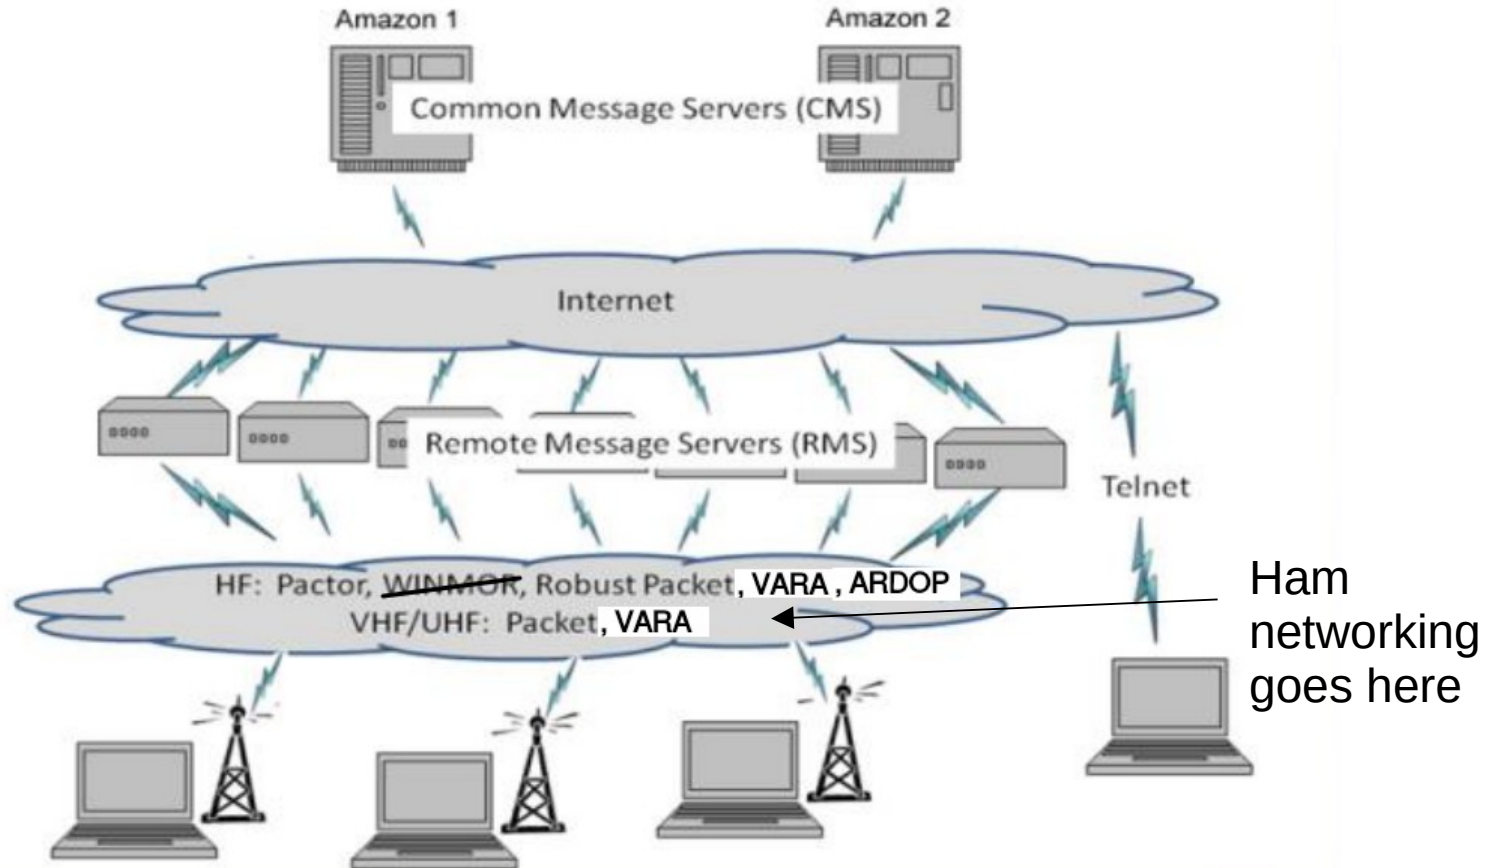 Amazon 1
Amazon 2
Common Message Servers (CMS)
Internet
Remote Message Servers (RMS)
Telnet
HF: Pactor, WINMOR, Robust Packet, VARA , ARDOP
VHF/UHF: Packet, VARA
Ham
networking
goes here